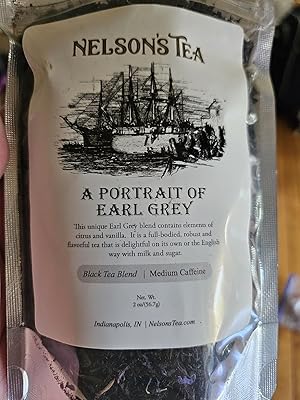 NELSON'S TEA
A PORTRAIT OF
EARL GREY
This unique Earl Grey blend contains elements of
citrus and vanilla. It is a full-bodied, robust and
flavorful tea that is delightful on its own or the English
way with milk and sugar.
Black Tea Blend | Medium Caffeine
Net. Wt.
2 oz/(56.7g)
Indianapolis, IN | NelsonsTea.com